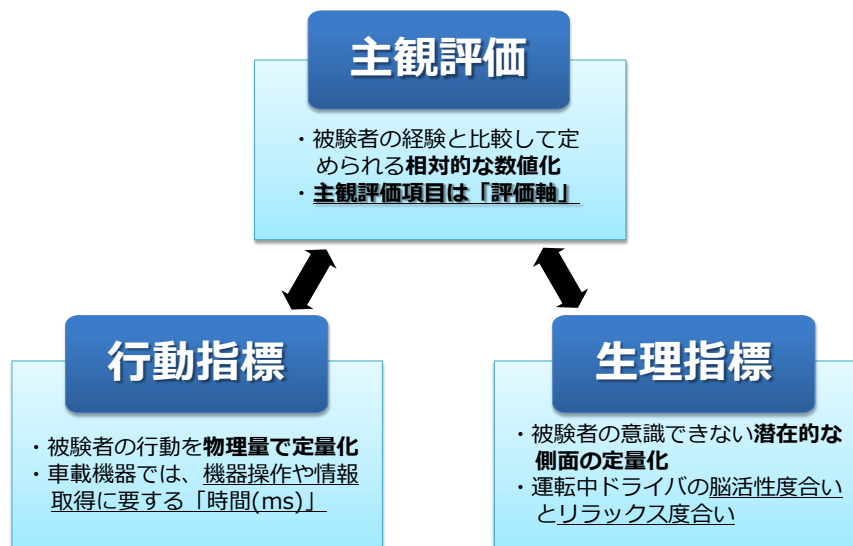 主観評価
・被験者の経験と比較して定
められる相対的な数値化
・主観評価項目は「評価軸」
行動指標
・被験者の行動を物理量で定量化
・車載機器では、機器操作や情報
取得に要する「時間(ms)」
生理指標
・被験者の意識できない潜在的な
側面の定量化
・運転中ドライバの脳活性度合い
とリラックス度合い